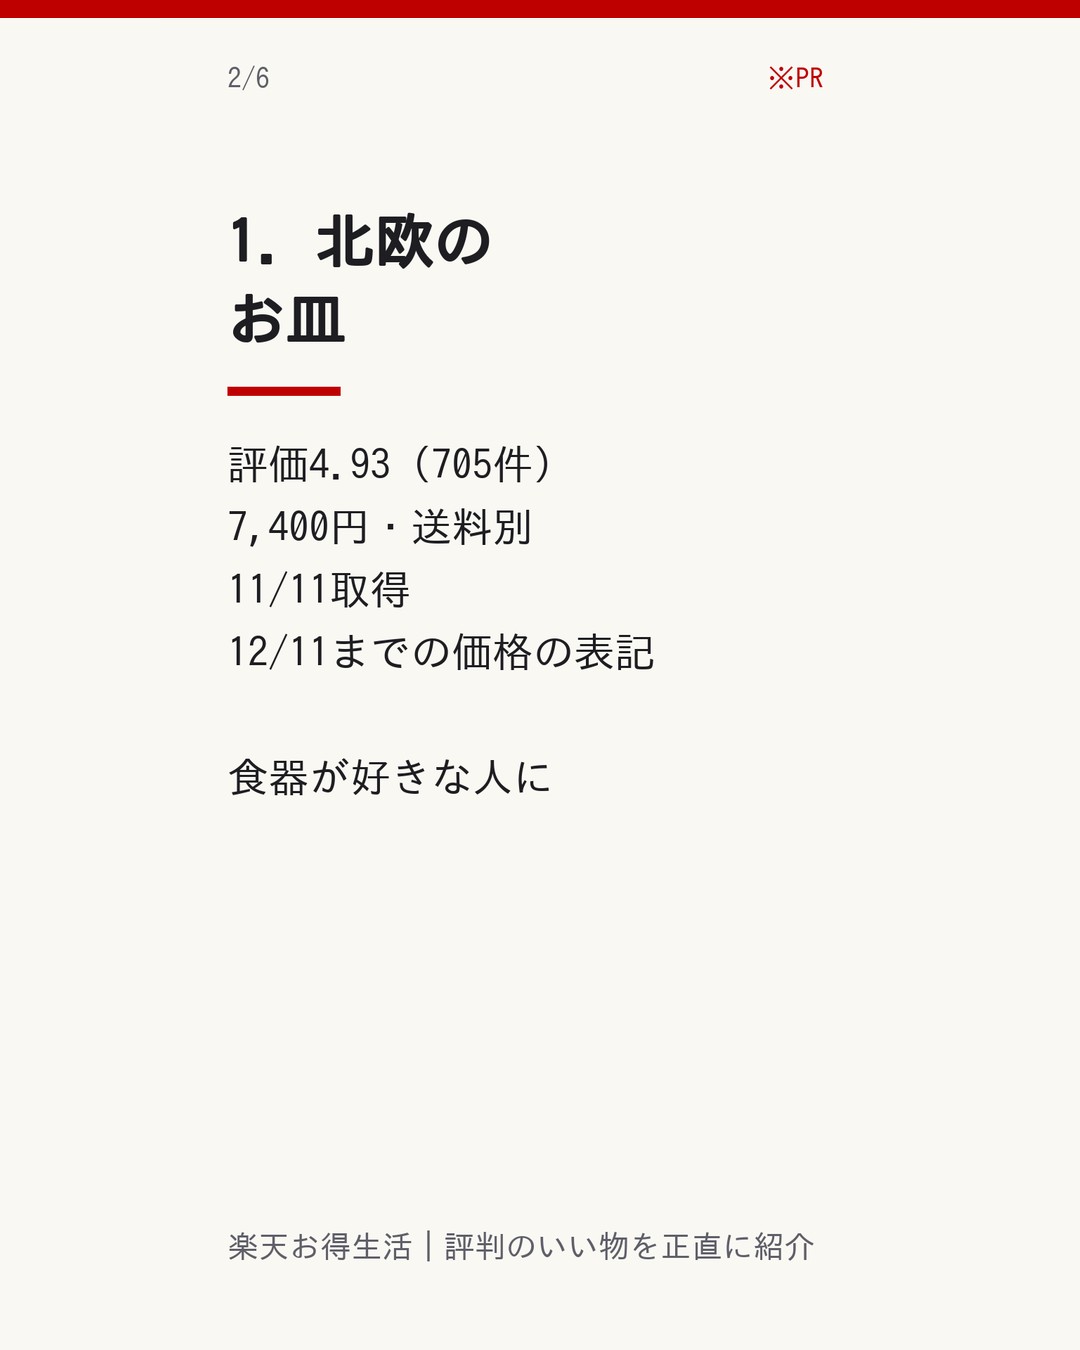 2/6
※PR
1. 北欧の
お皿
評価4.93（705件）
7,400円・送料別
11/11取得
12/11までの価格の表記
食器が好きな人に
楽天お得生活｜評判のいい物を正直に紹介